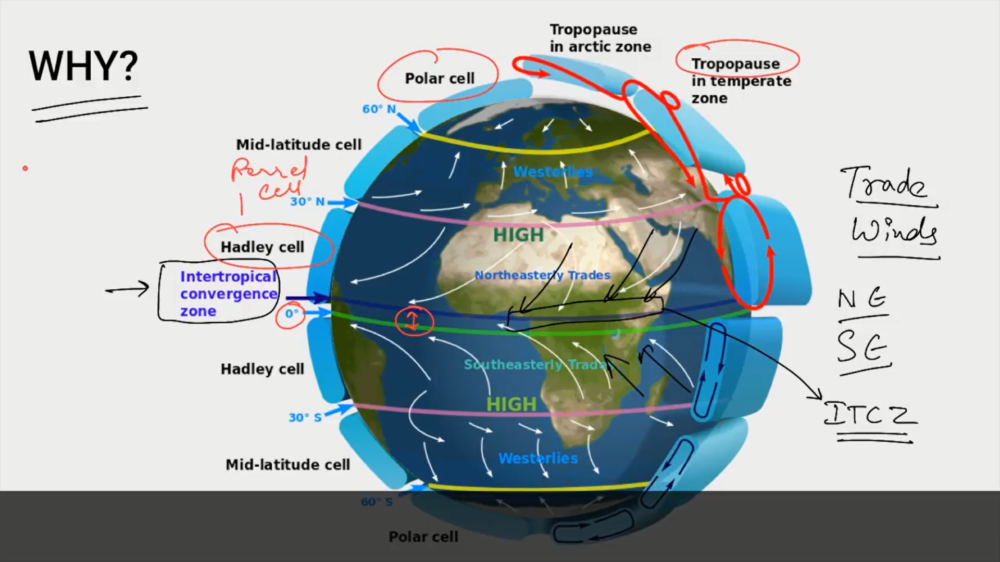 WHY?
Tropopause
in arctic zone
Tropopause
in temperate
zone
Polar cell
60° N
Mid-latitude cell
Ferrel
cell
30° N
Westerlies
HIGH
Trade
Winds
Hadley cell
Intertropical
convergence
zone
Northeasterly Trades
0°
NE
SE
Hadley cell
Southeasterly Trades
HIGH
30° S
ITCZ
Mid-latitude cell
Westerlies
60° S
Polar cell